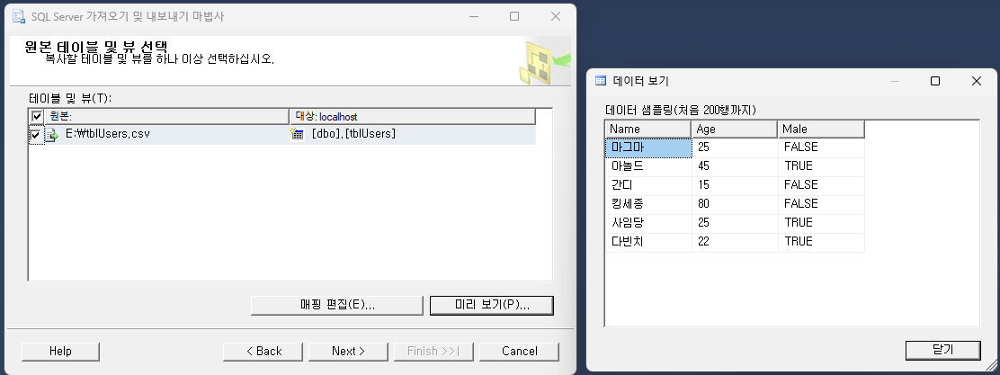 SQL Server 가져오기 및 내보내기 마법사
원본 테이블 및 뷰 선택
복사할 테이블 및 뷰를 하나 이상 선택하십시오.
테이블 및 뷰(T):
원본: 대상: localhost
E:₩tblUsers.csv [dbo].[tblUsers]
매핑 편집(E)... 미리 보기(P)...
Help < Back Next > Finish >>| Cancel
데이터 보기
데이터 샘플링(처음 200행까지)
Name Age Male
마그마 25 FALSE
아놀드 45 TRUE
간디 15 FALSE
킹세종 80 FALSE
사임당 25 TRUE
다빈치 22 TRUE
닫기